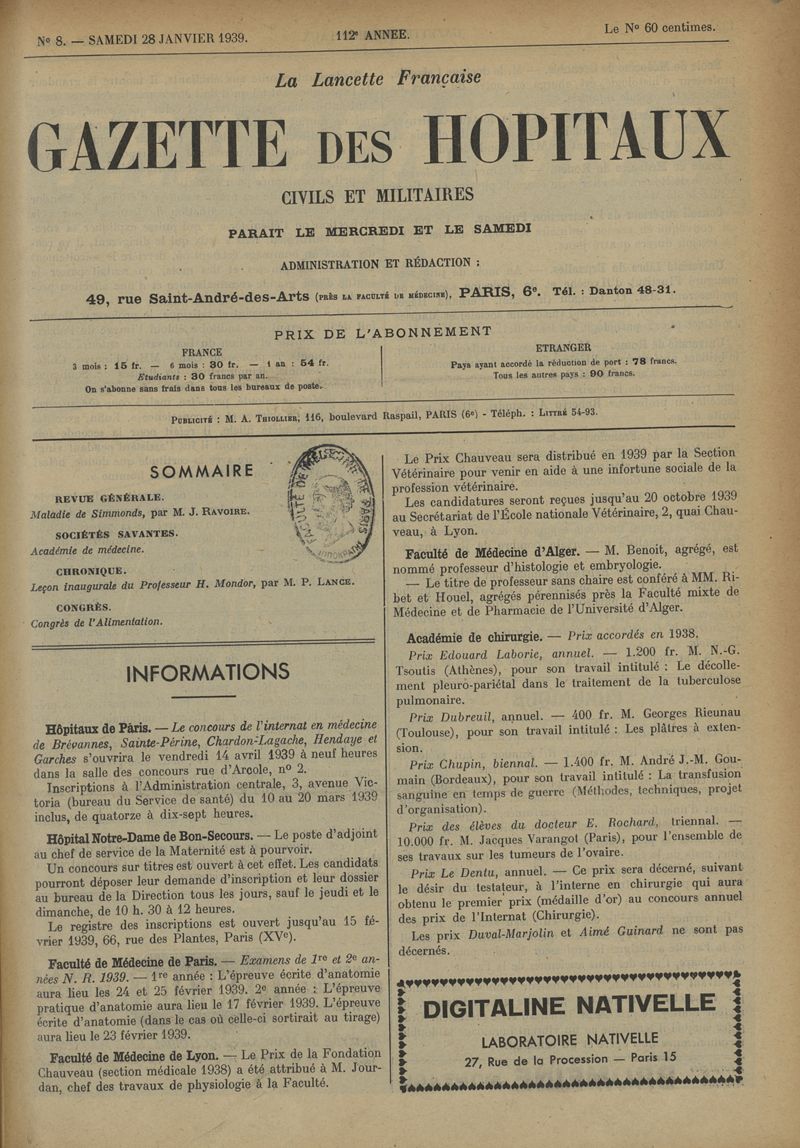 Nº 8. — SAMEDI 28 JANVIER 1939.
112e ANNEE.
Le Nº 60 centimes.
La Lancette Française
GAZETTE DES HOPITAUX
CIVILS ET MILITAIRES
PARAIT LE MERCREDI ET LE SAMEDI
ADMINISTRATION ET RÉDACTION :
49, rue Saint-André-des-Arts (PRÈS LA FACULTÉ DE MÉDECINE), PARIS, 6e. Tél. : Danton 48-31.
PRIX DE L'ABONNEMENT
FRANCE
3 mois : 15 fr. — 6 mois : 30 fr. — 1 an : 54 fr.
Etudiants : 30 francs par an.
On s'abonne sans frais dans tous les bureaux de poste.
ETRANGER
Pays ayant accordé la réduction de port : 78 francs.
Tous les autres pays : 90 francs.
PUBLICITÉ : M. A. THIOLLIER, 116, boulevard Raspail, PARIS (6e) - Téléph. : LITTRÉ 54-93.
SOMMAIRE
REVUE GÉNÉRALE.
Maladie de Simmonds, par M. J. RAVOIRE.
SOCIÉTÉS SAVANTES.
Académie de médecine.
CHRONIQUE.
Leçon inaugurale du Professeur H. Mondor, par M. P. LANCE.
CONGRÈS.
Congrès de l'Alimentation.
INFORMATIONS
Hôpitaux de Paris. — Le concours de l'internat en médecine
de Brévannes, Sainte-Périne, Chardon-Lagache, Hendaye et
Garches s'ouvrira le vendredi 14 avril 1939 à neuf heures
dans la salle des concours rue d'Arcole, nº 2.
Inscriptions à l'Administration centrale, 3, avenue Vic-
toria (bureau du Service de santé) du 10 au 20 mars 1939
inclus, de quatorze à dix-sept heures.
Hôpital Notre-Dame de Bon-Secours. — Le poste d'adjoint
au chef de service de la Maternité est à pourvoir.
Un concours sur titres est ouvert à cet effet. Les candidats
pourront déposer leur demande d'inscription et leur dossier
au bureau de la Direction tous les jours, sauf le jeudi et le
dimanche, de 10 h. 30 à 12 heures.
Le registre des inscriptions est ouvert jusqu'au 15 fé-
vrier 1939, 66, rue des Plantes, Paris (XVe).
Faculté de Médecine de Paris. — Examens de 1re et 2e an-
nées N. R. 1939. — 1re année : L'épreuve écrite d'anatomie
aura lieu les 24 et 25 février 1939. 2e année : L'épreuve
pratique d'anatomie aura lieu le 17 février 1939. L'épreuve
écrite d'anatomie (dans le cas où celle-ci sortirait au tirage)
aura lieu le 23 février 1939.
Faculté de Médecine de Lyon. — Le Prix de la Fondation
Chauveau (section médicale 1938) a été attribué à M. Jour-
dan, chef des travaux de physiologie à la Faculté.
Le Prix Chauveau sera distribué en 1939 par la Section
Vétérinaire pour venir en aide à une infortune sociale de la
profession vétérinaire.
Les candidatures seront reçues jusqu'au 20 octobre 1939
au Secrétariat de l'École nationale Vétérinaire, 2, quai Chau-
veau, à Lyon.
Faculté de Médecine d'Alger. — M. Benoit, agrégé, est
nommé professeur d'histologie et embryologie.
— Le titre de professeur sans chaire est conféré à MM. Ri-
bet et Houel, agrégés pérennisés près la Faculté mixte de
Médecine et de Pharmacie de l'Université d'Alger.
Académie de chirurgie. — Prix accordés en 1938.
Prix Edouard Laborie, annuel. — 1.200 fr. M. N.-G.
Tsoutis (Athènes), pour son travail intitulé : Le décolle-
ment pleuro-pariétal dans le traitement de la tuberculose
pulmonaire.
Prix Dubreuil, annuel. — 400 fr. M. Georges Rieunau
(Toulouse), pour son travail intitulé : Les plâtres à exten-
sion.
Prix Chupin, biennal. — 1.400 fr. M. André J.-M. Gou-
main (Bordeaux), pour son travail intitulé : La transfusion
sanguine en temps de guerre (Méthodes, techniques, projet
d'organisation).
Prix des élèves du docteur E. Rochard, triennal. —
10.000 fr. M. Jacques Varangot (Paris), pour l'ensemble de
ses travaux sur les tumeurs de l'ovaire.
Prix Le Dentu, annuel. — Ce prix sera décerné, suivant
le désir du testateur, à l'interne en chirurgie qui aura
obtenu le premier prix (médaille d'or) au concours annuel
des prix de l'Internat (Chirurgie).
Les prix Duval-Marjolin et Aimé Guinard ne sont pas
décernés.
DIGITALINE NATIVELLE
LABORATOIRE NATIVELLE
27, Rue de la Procession — Paris 15